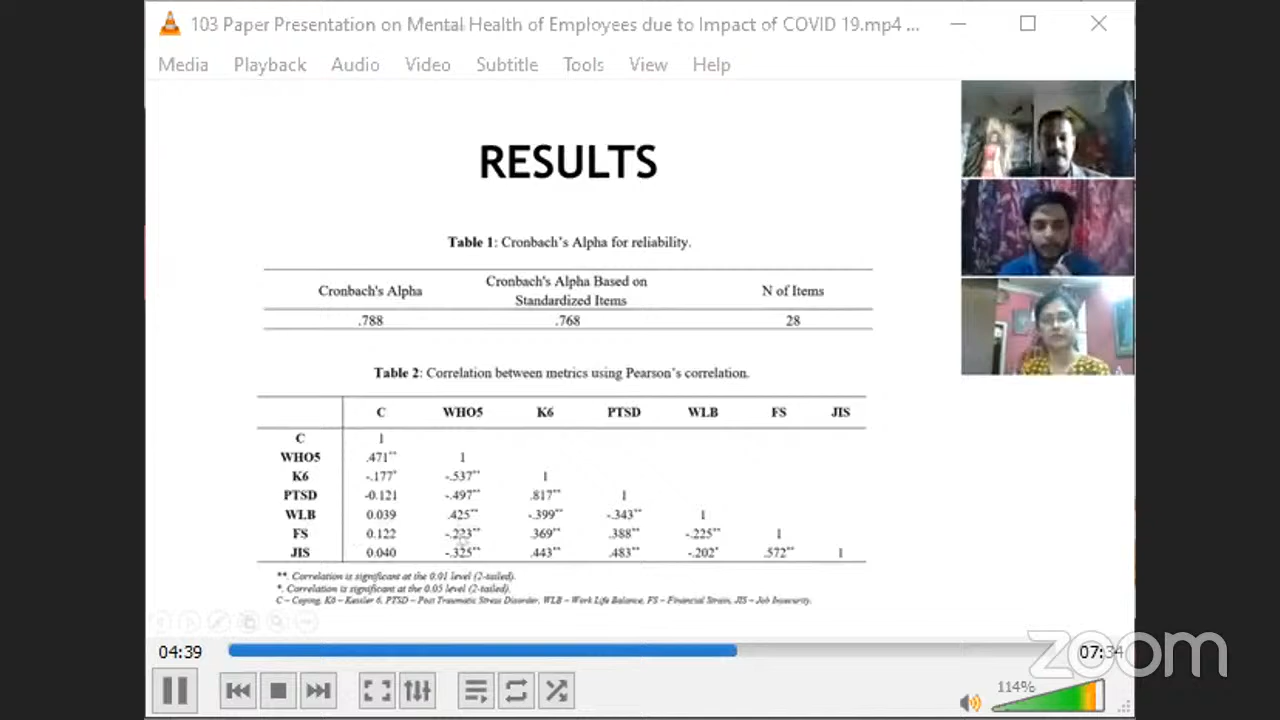 103 Paper Presentation on Mental Health of Employees due to Impact of COVID 19.mp4 ...
Media Playback Audio Video Subtitle Tools View Help
RESULTS
Table 1: Cronbach's Alpha for reliability.
Cronbach's Alpha Cronbach's Alpha Based on Standardized Items N of Items
.788 .768 28
Table 2: Correlation between metrics using Pearson's correlation.
C WHO5 K6 PTSD WLB FS JIS
C 1
WHO5 .471** 1
K6 -.177* -.537** 1
PTSD -0.121 -.497** .817** 1
WLB 0.039 .425** -.399** -.343** 1
FS 0.122 -.223** .369** .388** -.225** 1
JIS 0.040 -.325** .443** .483** -.202* .572** 1
**. Correlation is significant at the 0.01 level (2-tailed).
*. Correlation is significant at the 0.05 level (2-tailed).
C – Coping, K6 – Kessler 6, PTSD – Post Traumatic Stress Disorder, WLB – Work Life Balance, FS – Financial Strain, JIS – Job Insecurity.
04:39 07:34
zoom
114%